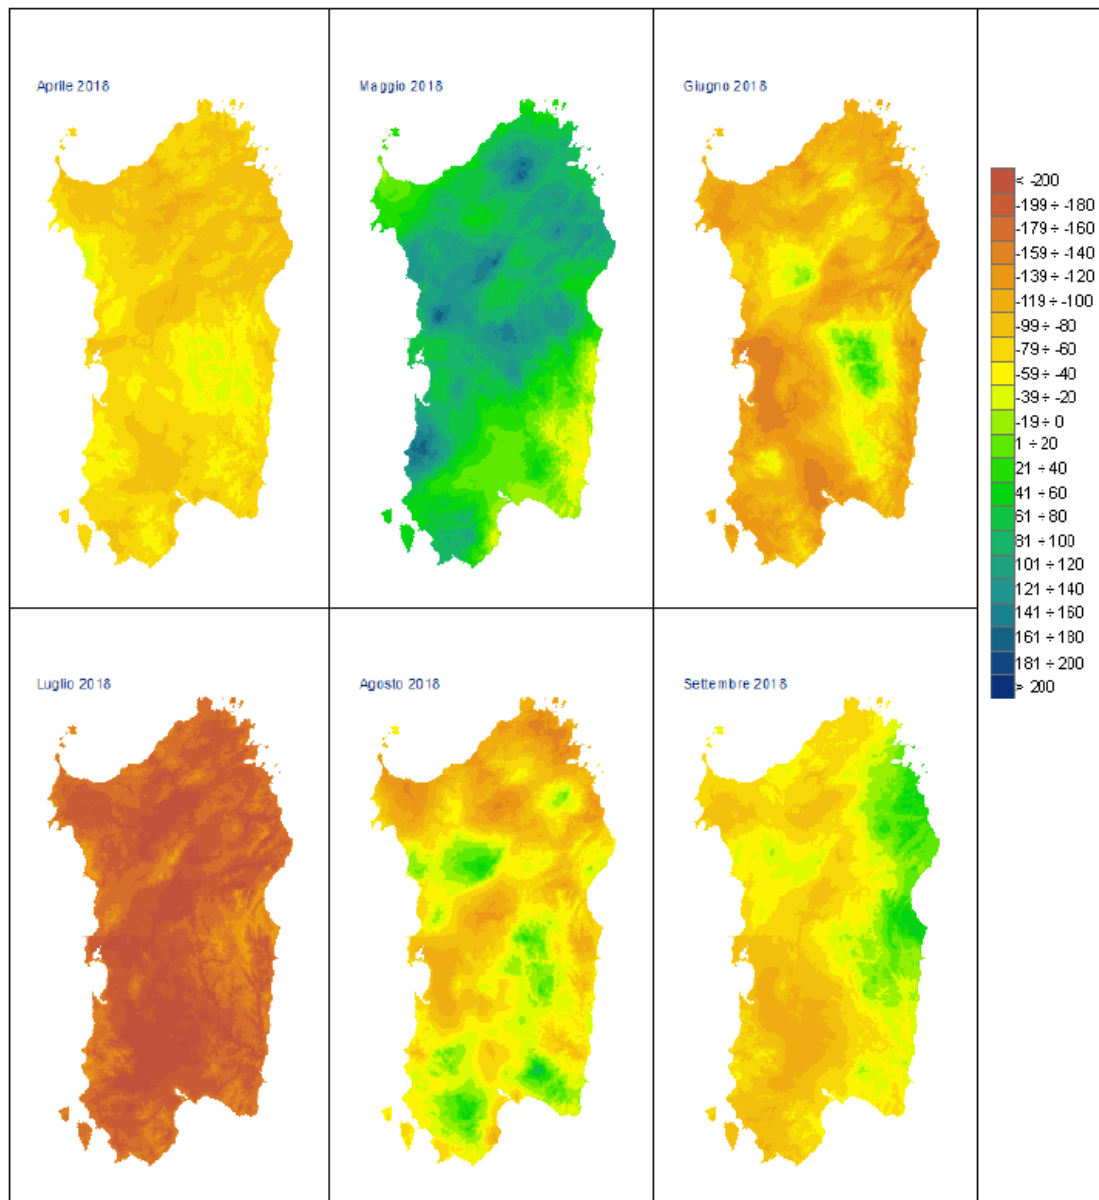 Aprile 2018
Maggio 2018
Giugno 2018
< -200
-199 ÷ -180
-179 ÷ -160
-159 ÷ -140
-139 ÷ -120
-119 ÷ -100
-99 ÷ -80
-79 ÷ -60
-59 ÷ -40
-39 ÷ -20
-19 ÷ 0
1 ÷ 20
21 ÷ 40
41 ÷ 60
61 ÷ 80
81 ÷ 100
101 ÷ 120
121 ÷ 140
141 ÷ 160
161 ÷ 180
181 ÷ 200
> 200
Luglio 2018
Agosto 2018
Settembre 2018